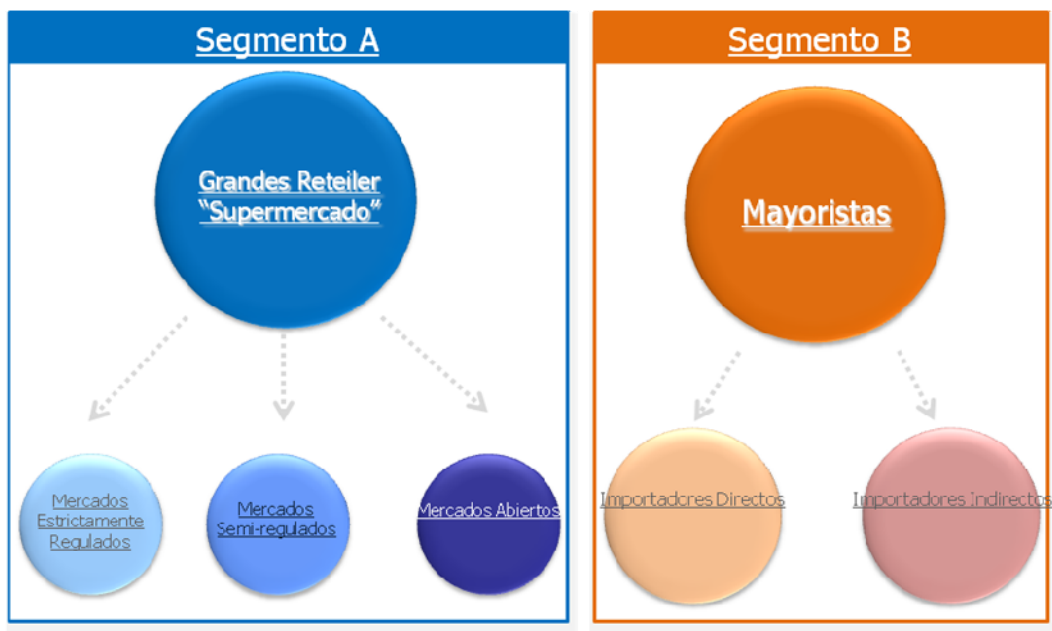 Segmento A
Grandes Reteiler
“Supermercado”
Mercados
Estrictamente
Regulados
Mercados
Semi-regulados
Mercados Abiertos
Segmento B
Mayoristas
Importadores Directos
Importadores Indirectos